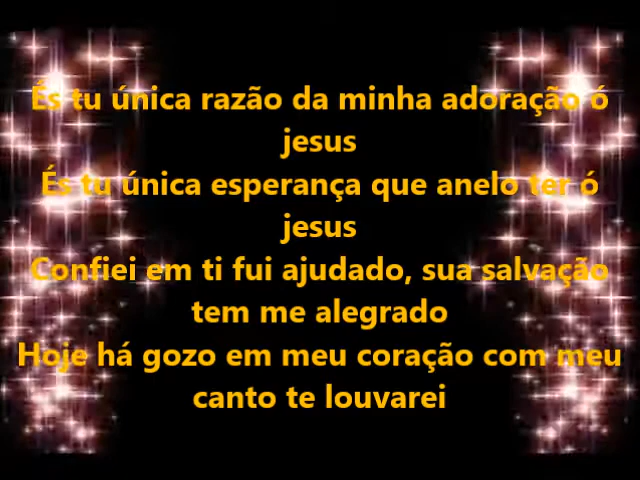 És tu única razão da minha adoração ó
jesus
És tu única esperança que anelo ter ó
jesus
Confiei em ti fui ajudado, sua salvação
tem me alegrado
Hoje há gozo em meu coração com meu
canto te louvarei